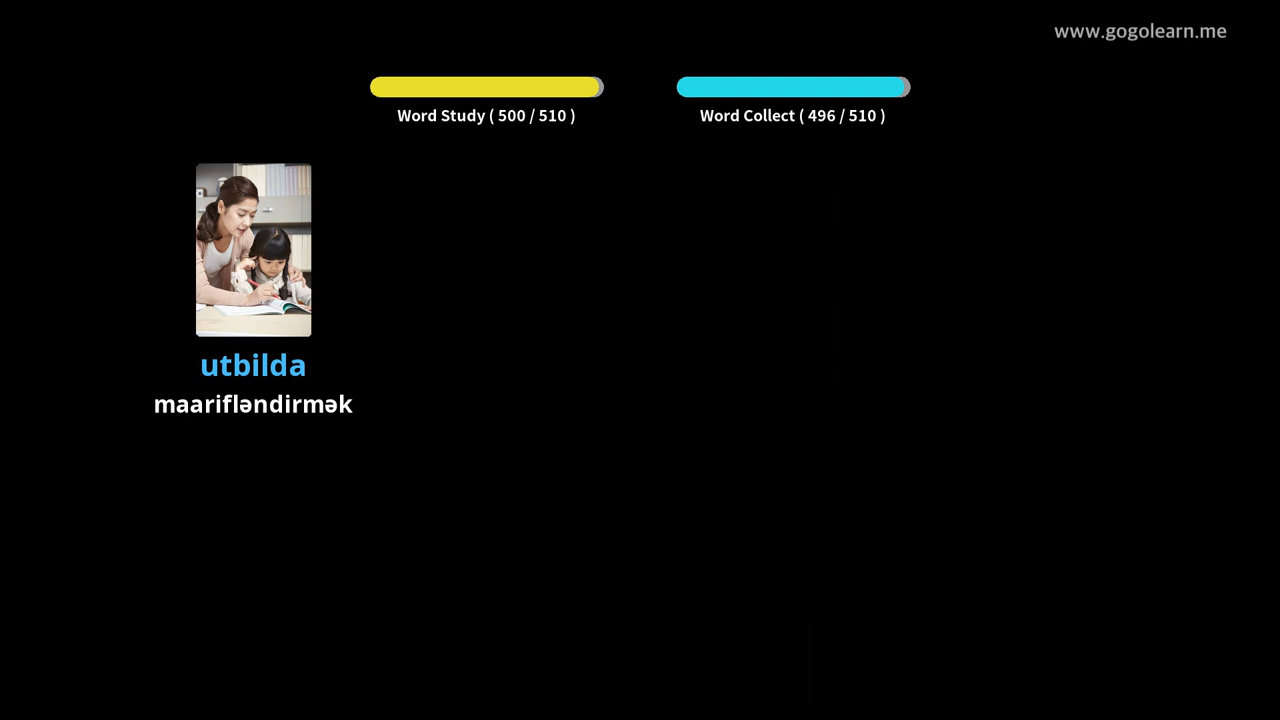 www.gogolearn.me
Word Study ( 500 / 510 )
Word Collect ( 496 / 510 )
utbilda
maarifləndirmək